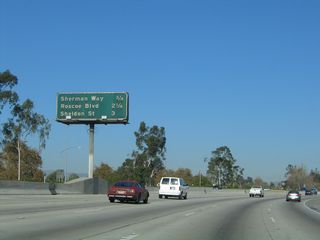 Sherman Way 3/4
Roscoe Blvd 2 1/4
Sheldon St 3